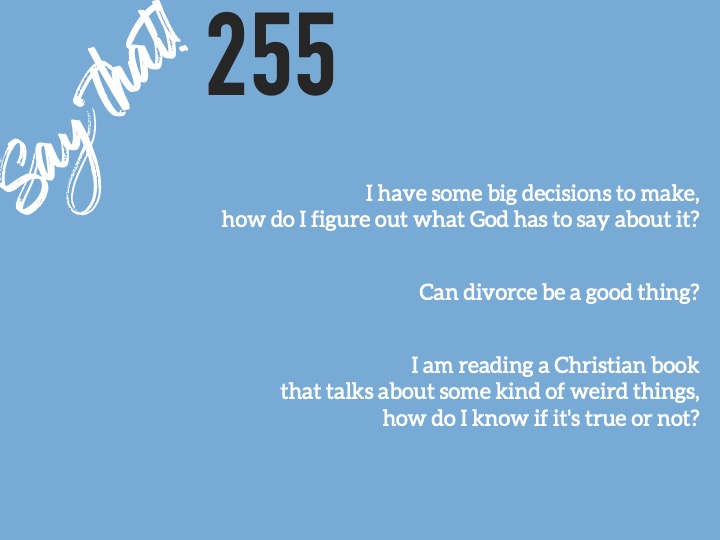 Say that!
255
I have some big decisions to make,
how do I figure out what God has to say about it?
Can divorce be a good thing?
I am reading a Christian book
that talks about some kind of weird things,
how do I know if it's true or not?